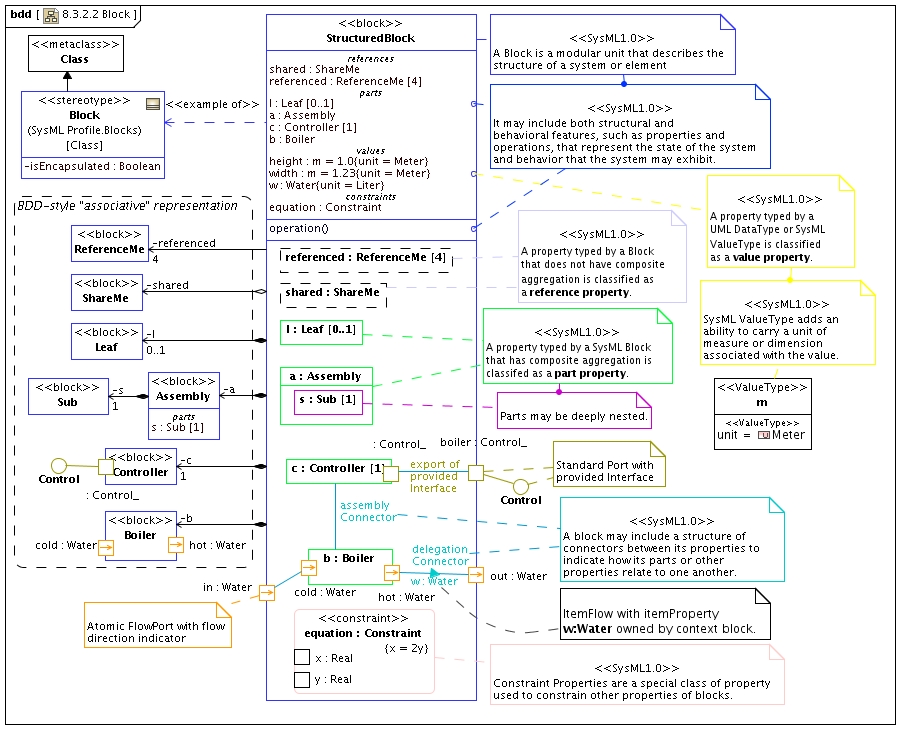 bdd [ 8.3.2.2 Block ]
<<metaclass>>
Class
<<stereotype>>
Block
(SysML Profile.Blocks)
[Class]
-isEncapsulated : Boolean
<<example of>>
<<block>>
StructuredBlock
references
shared : ShareMe
referenced : ReferenceMe [4]
parts
l : Leaf [0..1]
a : Assembly
c : Controller [1]
b : Boiler
values
height : m = 1.0{unit = Meter}
width : m = 1.23{unit = Meter}
w : Water{unit = Liter}
constraints
equation : Constraint
operation()
<<SysML1.0>>
A Block is a modular unit that describes the
structure of a system or element
<<SysML1.0>>
It may include both structural and
behavioral features, such as properties and
operations, that represent the state of the system
and behavior that the system may exhibit.
<<SysML1.0>>
A property typed by a
UML DataType or SysML
ValueType is classified
as a value property.
<<SysML1.0>>
SysML ValueType adds an
ability to carry a unit of
measure or dimension
associated with the value.
<<ValueType>>
m
<<ValueType>>
unit = Meter
BDD-style "associative" representation
<<block>>
ReferenceMe
-referenced
4
<<block>>
ShareMe
-shared
<<block>>
Leaf
-l
0..1
<<block>>
Sub
-s
1
<<block>>
Assembly
parts
s : Sub [1]
-a
<<block>>
Controller
-c
1
Control
: Control_
<<block>>
Boiler
-b
cold : Water
hot : Water
referenced : ReferenceMe [4]
shared : ShareMe
l : Leaf [0..1]
a : Assembly
s : Sub [1]
: Control_
boiler : Control_
c : Controller [1]
export of
provided
Interface
Control
assembly
Connector
b : Boiler
delegation
Connector
w : Water
cold : Water
hot : Water
in : Water
out : Water
<<constraint>>
equation : Constraint
{x = 2y}
x : Real
y : Real
<<SysML1.0>>
A property typed by a Block
that does not have composite
aggregation is classified as
a reference property.
<<SysML1.0>>
A property typed by a SysML Block
that has composite aggregation is
classifed as a part property.
Parts may be deeply nested.
Standard Port with
provided Interface
<<SysML1.0>>
A block may include a structure of
connectors between its properties to
indicate how its parts or other
properties relate to one another.
ItemFlow with itemProperty
w:Water owned by context block.
Atomic FlowPort with flow
direction indicator
<<SysML1.0>>
Constraint Properties are a special class of property
used to constrain other properties of blocks.